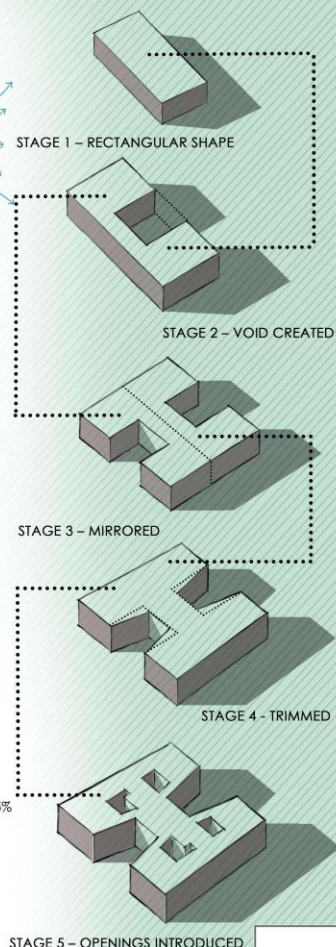 STAGE 1 – RECTANGULAR SHAPE
STAGE 2 – VOID CREATED
STAGE 3 – MIRRORED
STAGE 4 - TRIMMED
%
STAGE 5 – OPENINGS INTRODUCED